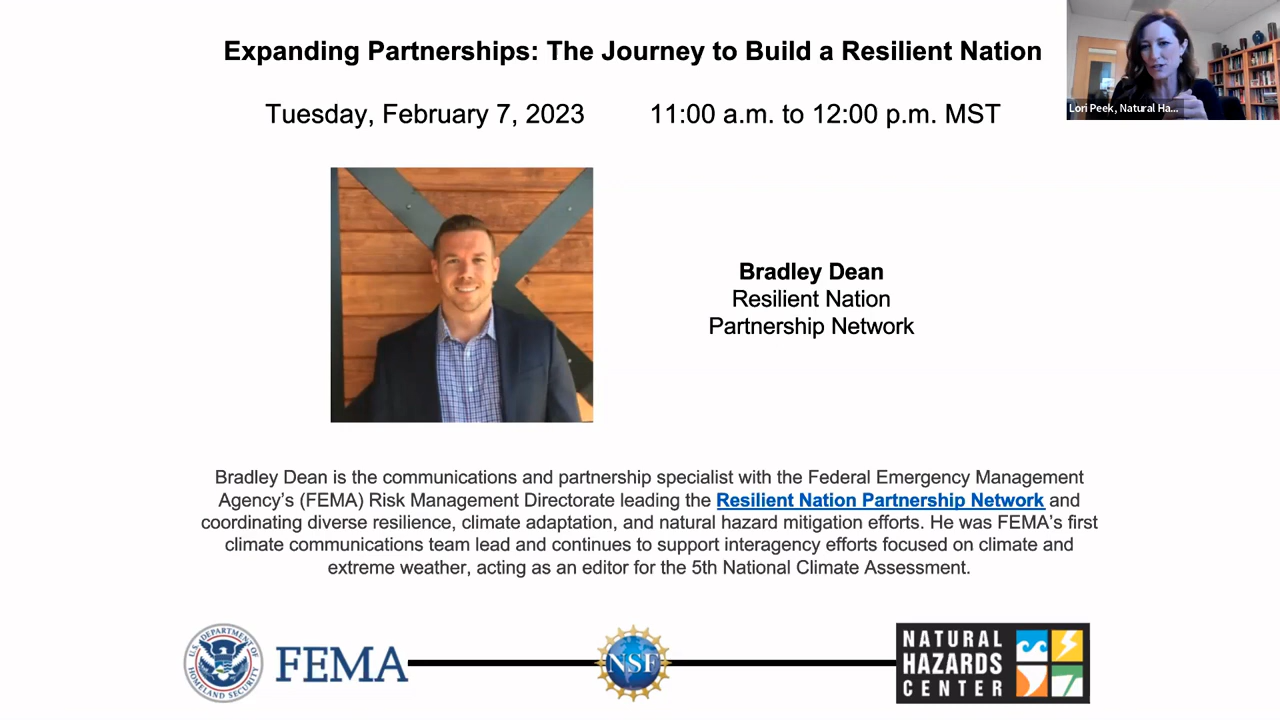 Expanding Partnerships: The Journey to Build a Resilient Nation
Lori Peek, Natural Ha...
Tuesday, February 7, 2023 11:00 a.m. to 12:00 p.m. MST
Bradley Dean
Resilient Nation
Partnership Network
Bradley Dean is the communications and partnership specialist with the Federal Emergency Management
Agency's (FEMA) Risk Management Directorate leading the Resilient Nation Partnership Network and
coordinating diverse resilience, climate adaptation, and natural hazard mitigation efforts. He was FEMA's first
climate communications team lead and continues to support interagency efforts focused on climate and
extreme weather, acting as an editor for the 5th National Climate Assessment.
U.S. DEPARTMENT OF
HOMELAND SECURITY
FEMA
NSF
NATURAL
HAZARDS
CENTER